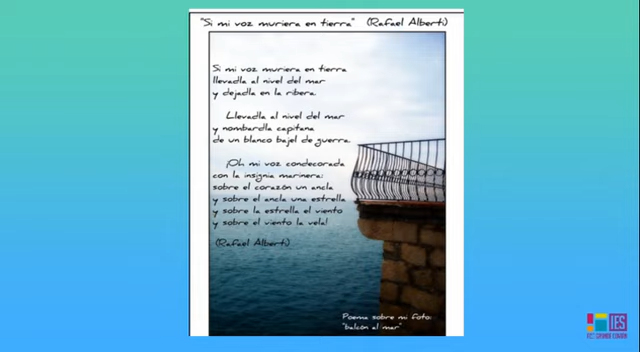 "Si mi voz muriera en tierra" (Rafael Alberti)
Si mi voz muriera en tierra
llevadla al nivel del mar
y dejadla en la ribera.
Llevadla al nivel del mar
y nombardla capitana
de un blanco bajel de guerra.
¡Oh mi voz condecorada
con la insignia marinera:
sobre el corazón un ancla
y sobre el ancla una estrella
y sobre la estrella el viento
y sobre el viento la vela!
(Rafael Alberti)
Poema sobre mi foto:
"balcón al mar"
IES